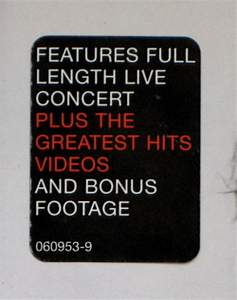 FEATURES FULL
LENGTH LIVE
CONCERT
PLUS THE
GREATEST HITS
VIDEOS
AND BONUS
FOOTAGE
060953-9